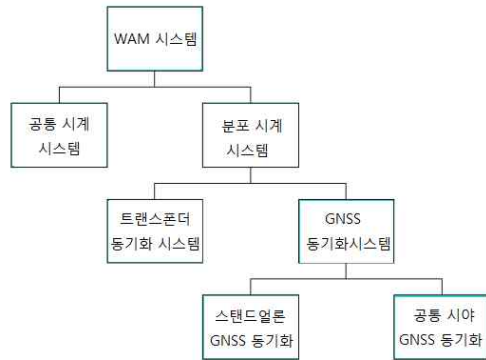 WAM 시스템
공통 시계
시스템
분포 시계
시스템
트랜스폰더
동기화 시스템
GNSS
동기화시스템
스탠드얼론
GNSS 동기화
공통 시야
GNSS 동기화